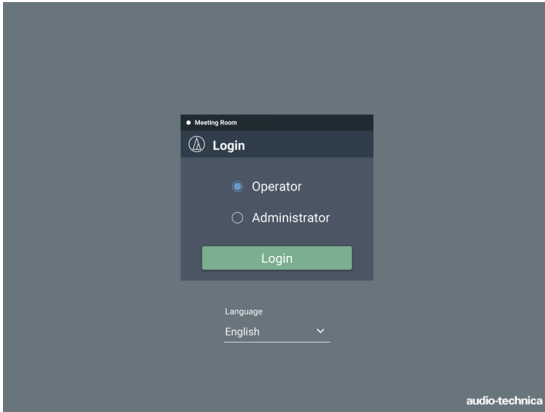 Meeting Room
Login
Operator
Administrator
Login
Language
English
audio-technica